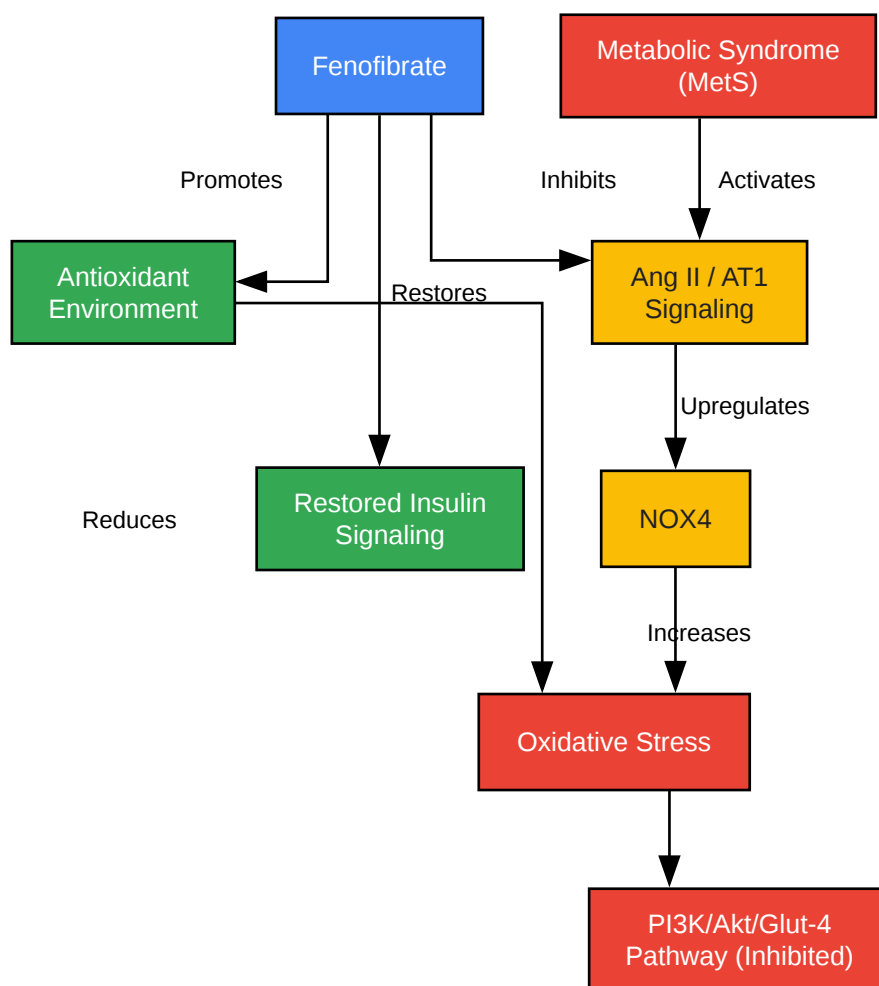 Fenofibrate
Metabolic Syndrome
(MetS)
Promotes
Inhibits
Activates
Antioxidant
Environment
Restores
Ang II / AT1
Signaling
Upregulates
Reduces
Restored Insulin
Signaling
NOX4
Increases
Oxidative Stress
PI3K/Akt/Glut-4
Pathway (Inhibited)